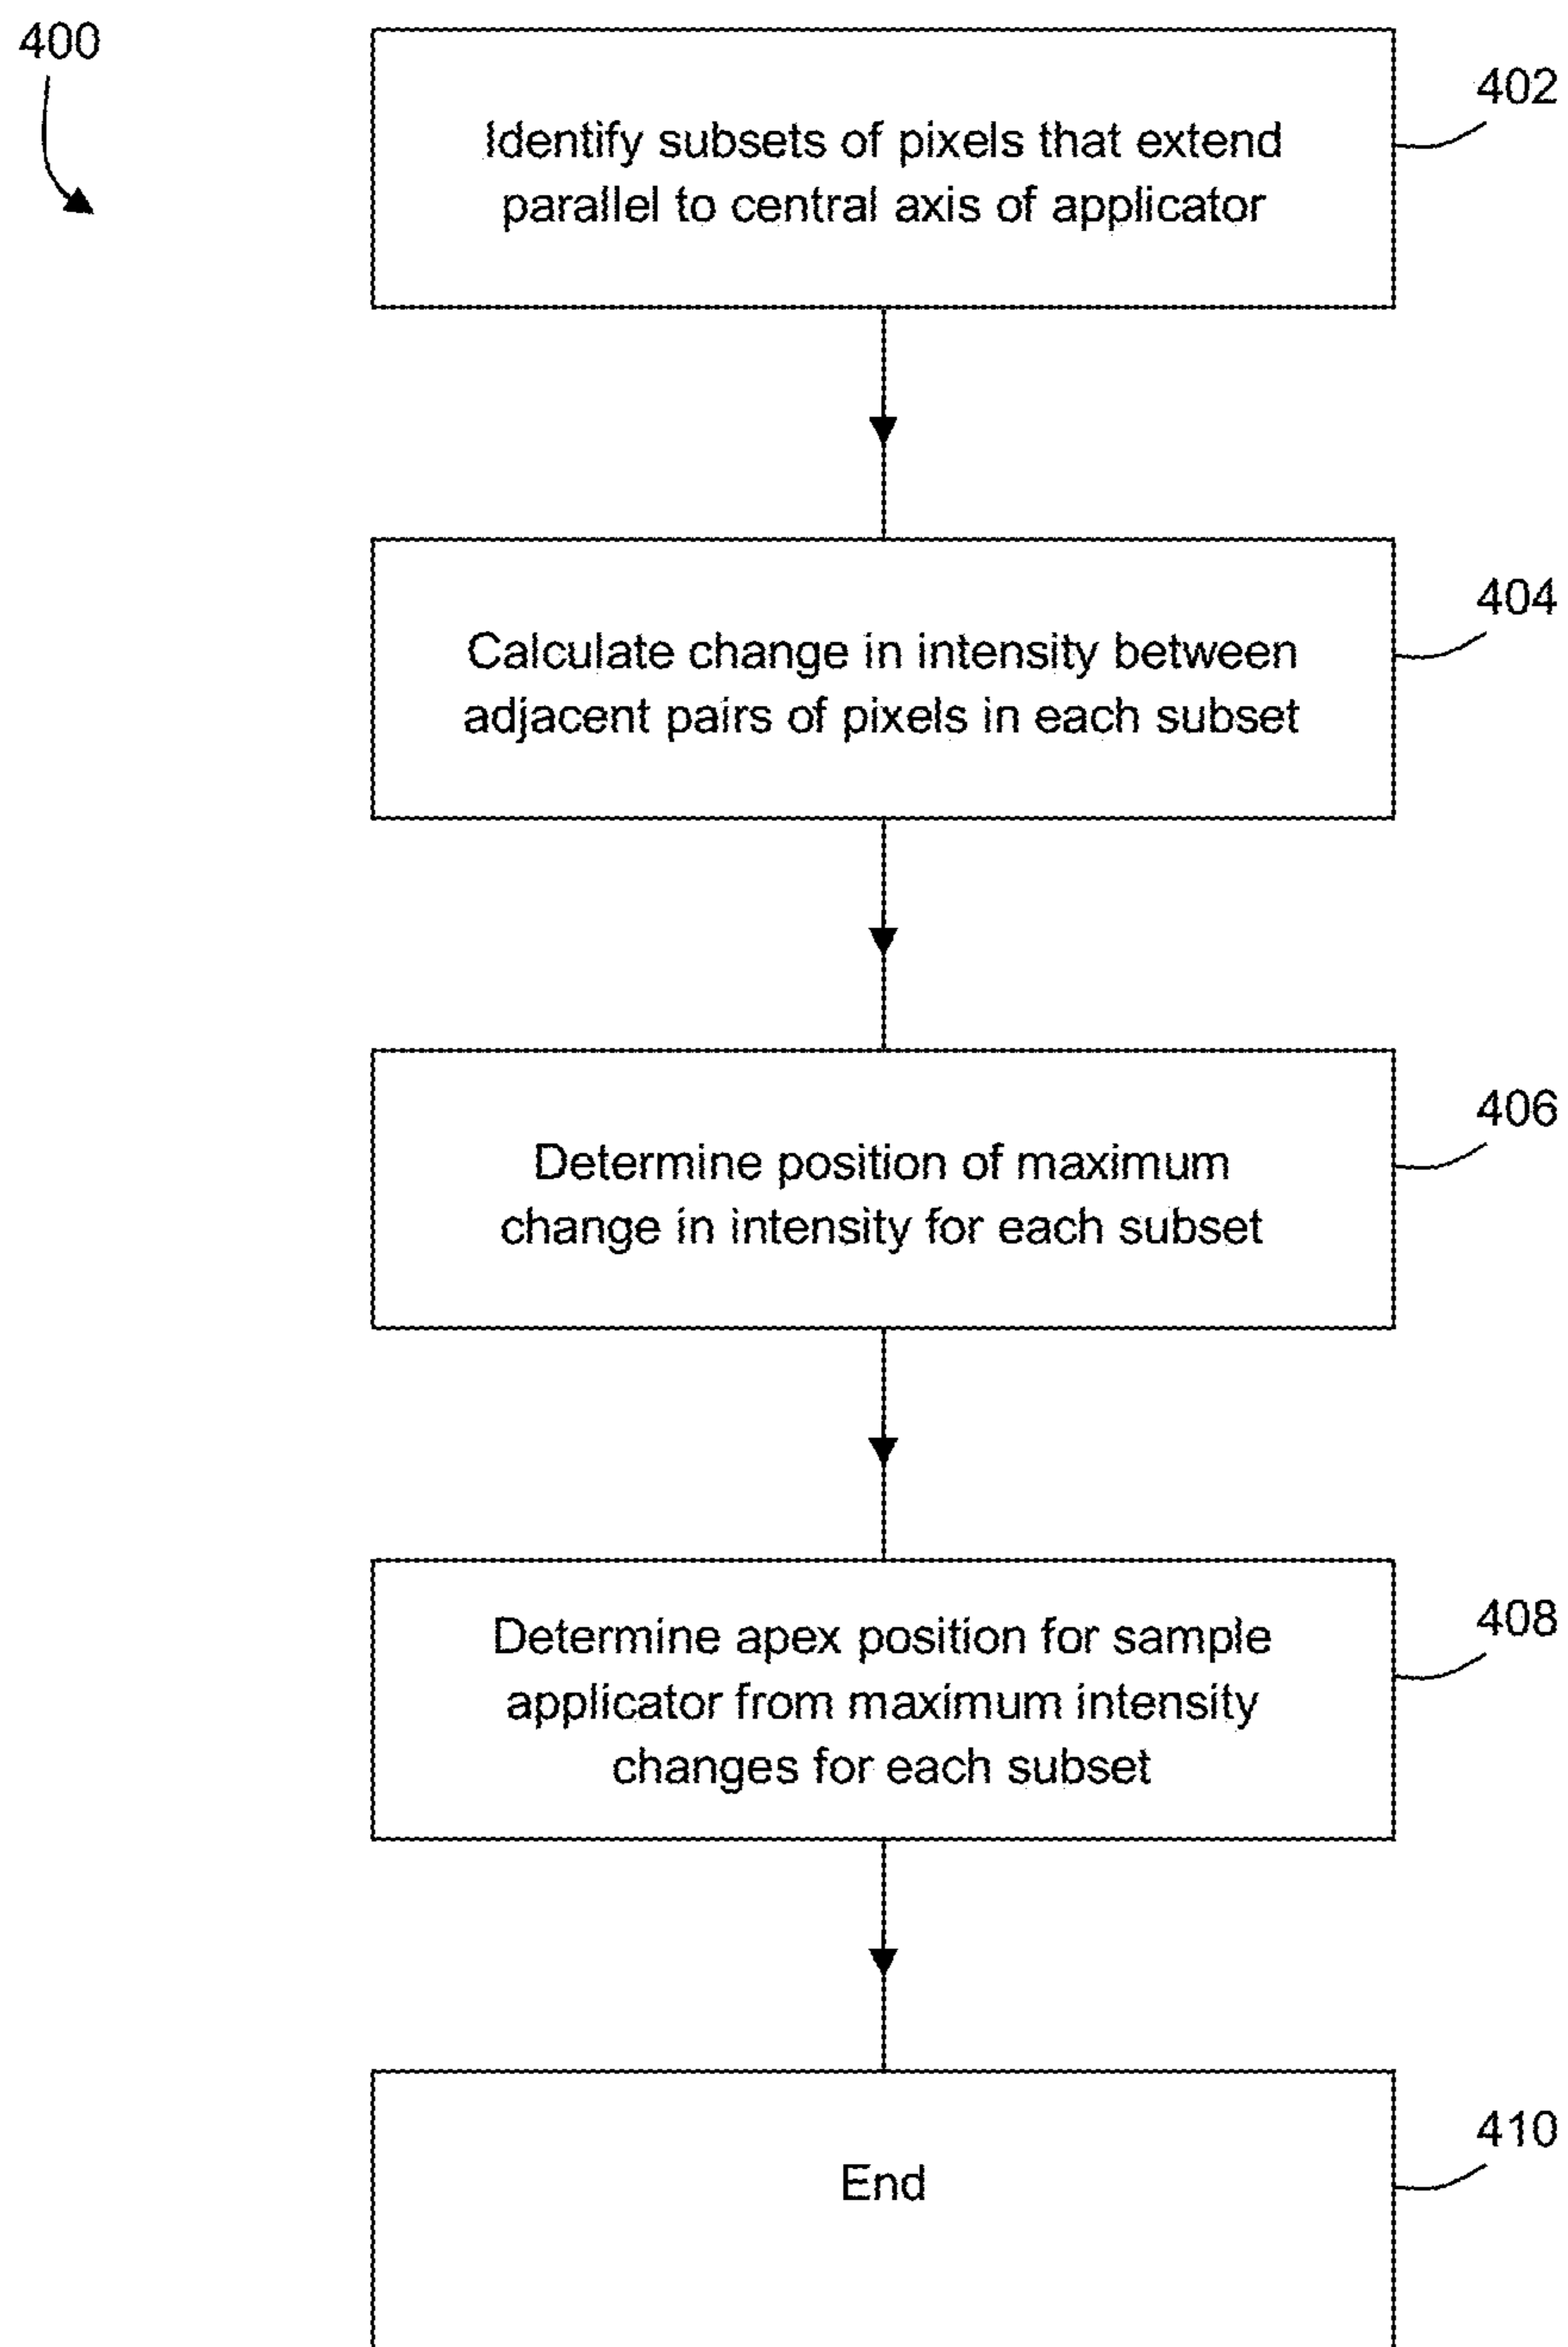 400
402
Identify subsets of pixels that extend
parallel to central axis of applicator
404
Calculate change in intensity between
adjacent pairs of pixels in each subset
406
Determine position of maximum
change in intensity for each subset
408
Determine apex position for sample
applicator from maximum intensity
changes for each subset
410
End